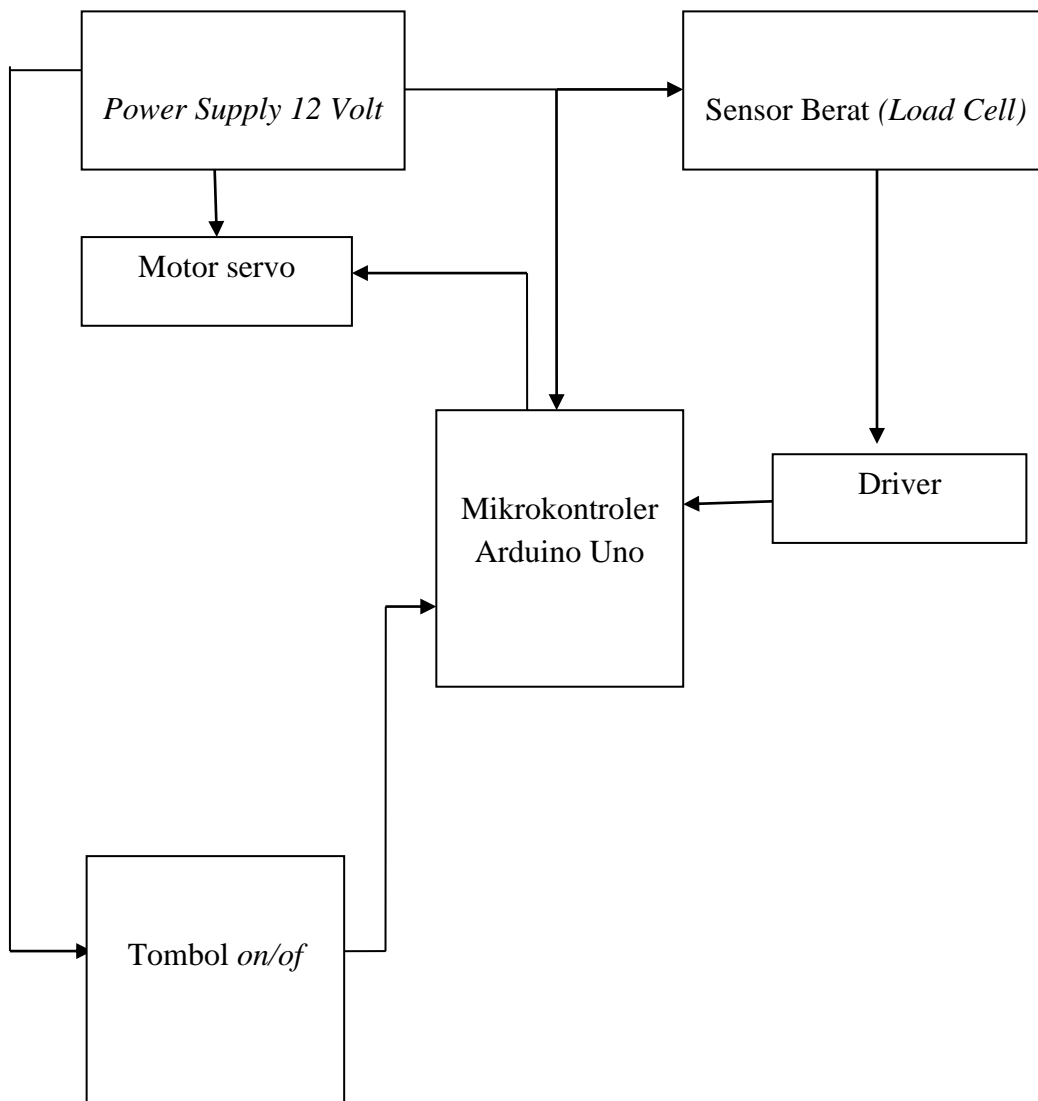 Power Supply 12 Volt
Sensor Berat (Load Cell)
Motor servo
Driver
Mikrokontroler
Arduino Uno
Tombol on/of